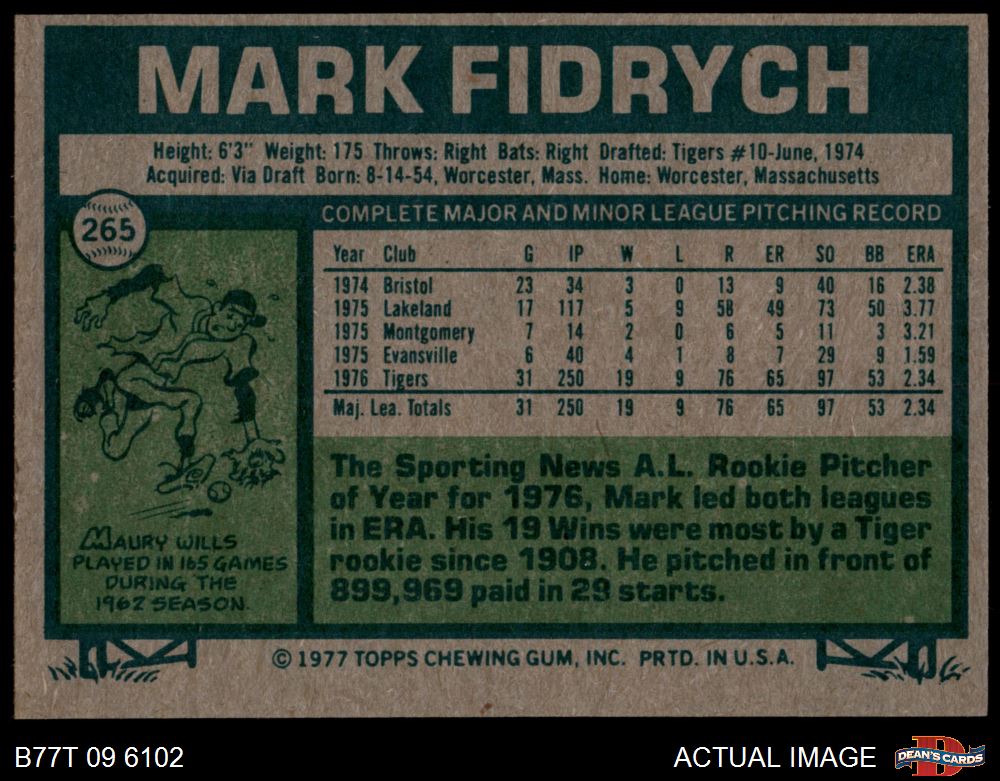 MARK FIDRYCH
Height: 6'3" Weight: 175 Throws: Right Bats: Right Drafted: Tigers #10-June, 1974
Acquired: Via Draft Born: 8-14-54, Worcester, Mass. Home: Worcester, Massachusetts
265
COMPLETE MAJOR AND MINOR LEAGUE PITCHING RECORD
Year Club G IP W L R ER SO BB ERA
1974 Bristol 23 34 3 0 13 9 40 16 2.38
1975 Lakeland 17 117 5 9 58 49 73 50 3.77
1975 Montgomery 7 14 2 0 6 5 11 3 3.21
1975 Evansville 6 40 4 1 8 7 29 9 1.59
1976 Tigers 31 250 19 9 76 65 97 53 2.34
Maj. Lea. Totals 31 250 19 9 76 65 97 53 2.34
The Sporting News A.L. Rookie Pitcher
of Year for 1976, Mark led both leagues
in ERA. His 19 Wins were most by a Tiger
rookie since 1908. He pitched in front of
899,969 paid in 29 starts.
MAURY WILLS
PLAYED IN 165 GAMES
DURING THE
1962 SEASON.
© 1977 TOPPS CHEWING GUM, INC. PRTD. IN U.S.A.
B77T 09 6102
ACTUAL IMAGE
D
DEAN'S CARDS